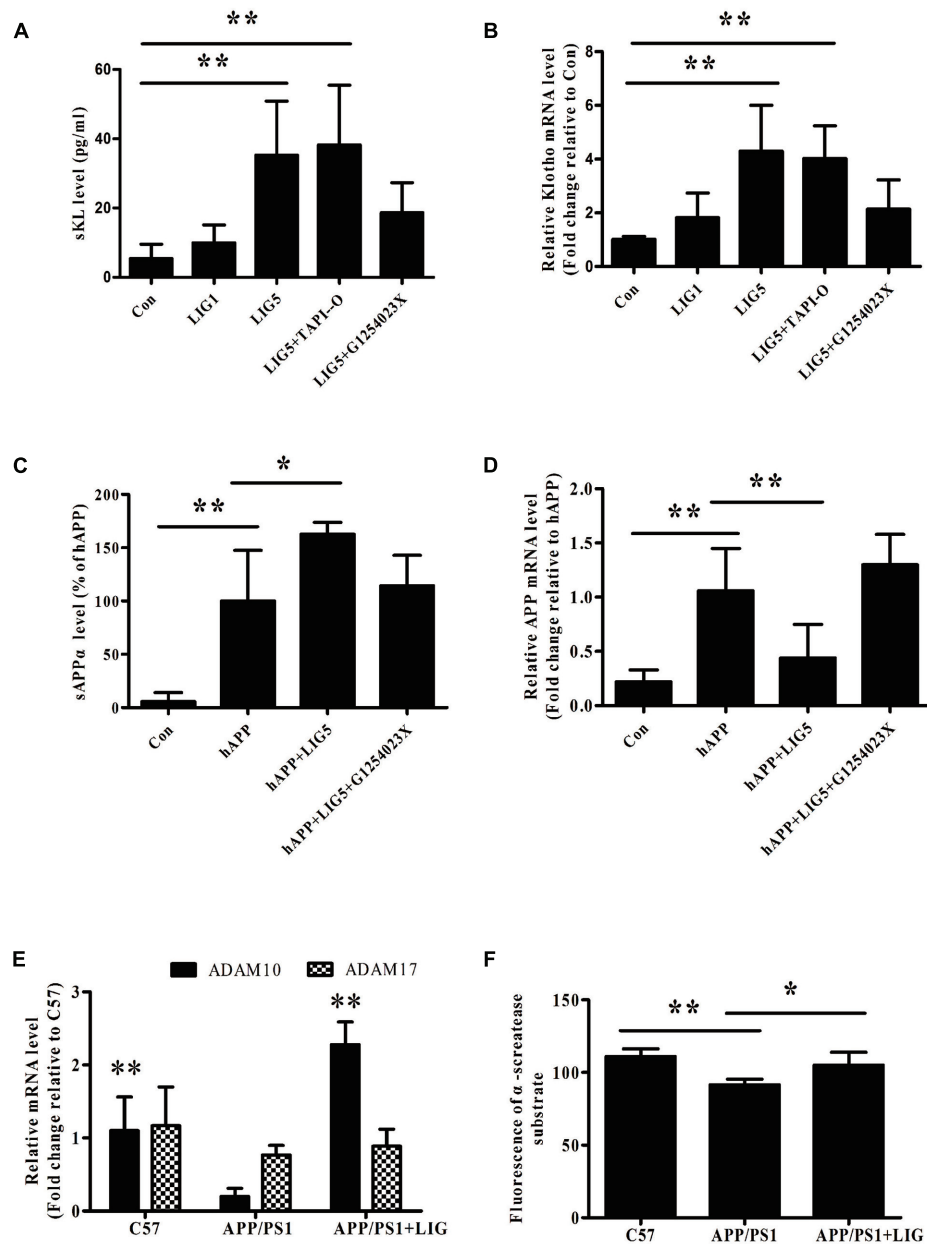 A
**
**
sKL level (pg/ml)
60
40
20
0
Con
LIG1
LIG5
LIG5+TAPI--O
LIG5+G1254023X
B
**
**
Relative Klotho mRNA level
(Fold change relative to Con)
8
6
4
2
0
Con
LIG1
LIG5
LIG5+TAPI--O
LIG5+G1254023X
C
*
**
sAPPα level (% of hAPP)
200
150
100
50
0
Con
hAPP
hAPP+LIG5
hAPP+LIG5+G1254023X
D
**
**
Relative APP mRNA level
(Fold change relative to hAPP)
2.0
1.5
1.0
0.5
0.0
Con
hAPP
hAPP+LIG5
hAPP+LIG5+G1254023X
E
ADAM10
ADAM17
Relative mRNA level
(Fold change relative to C57)
3
2
1
0
**
**
C57
APP/PS1
APP/PS1+LIG
F
**
*
Fluorescence of α -screatease
substrate
150
100
50
0
C57
APP/PS1
APP/PS1+LIG